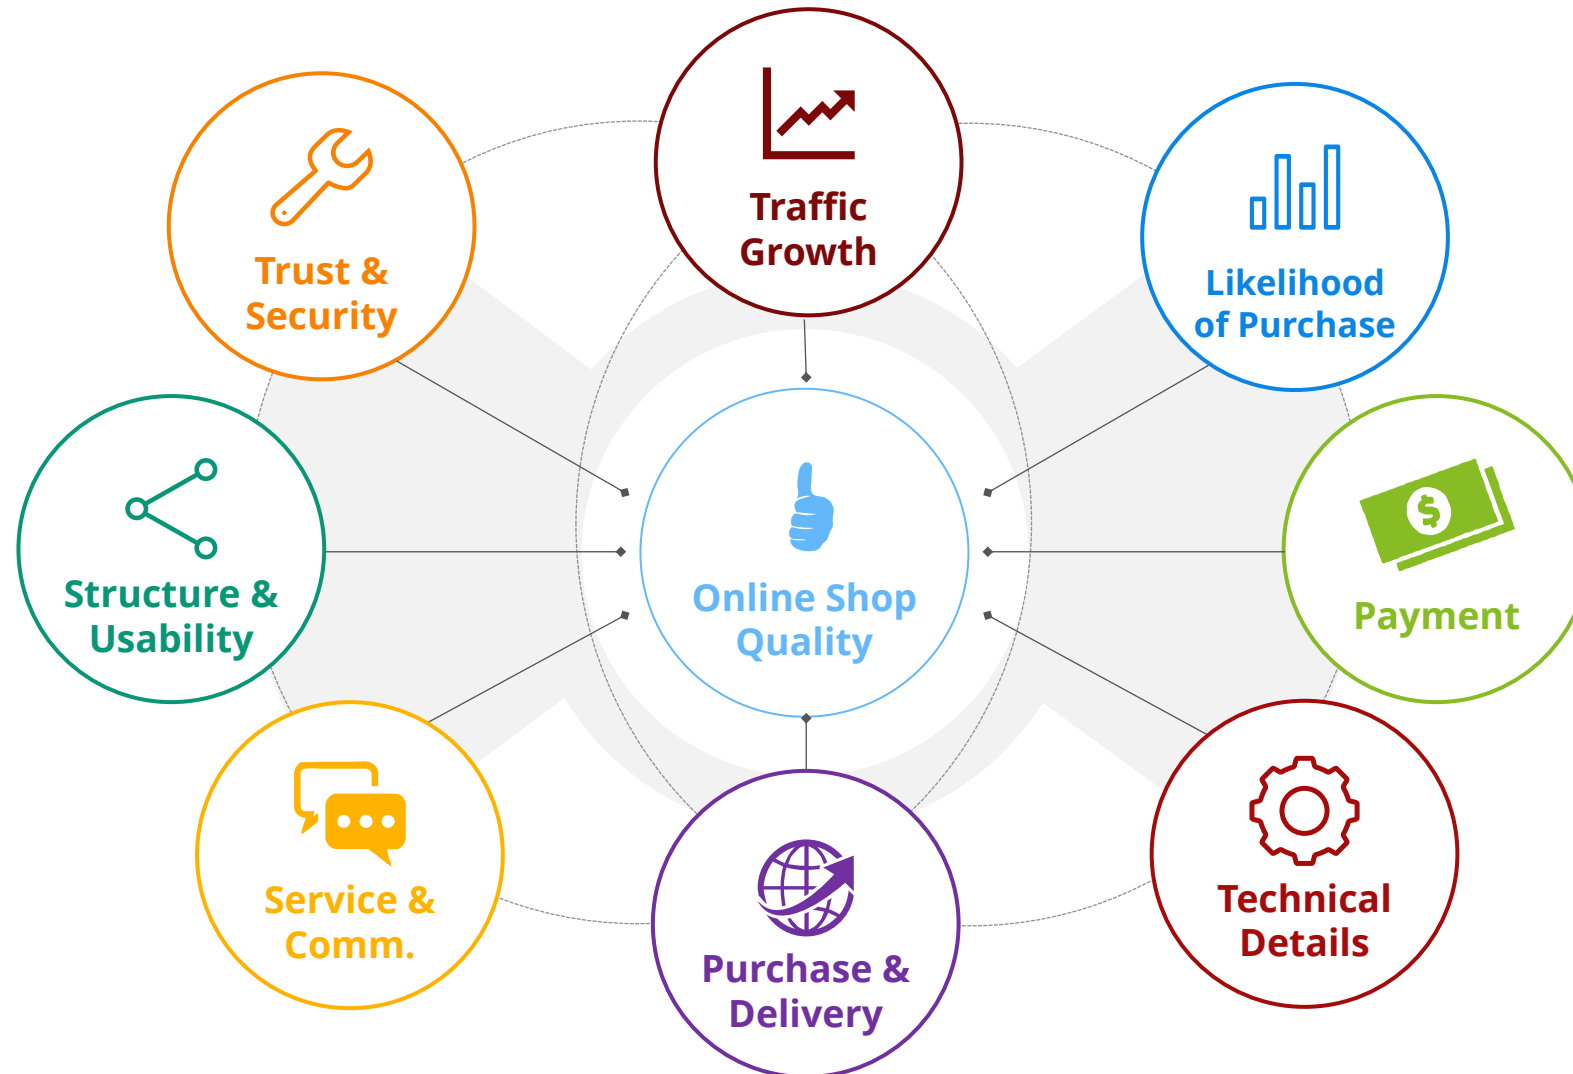 Traffic
Growth
Trust &
Security
Likelihood
of Purchase
Structure &
Usability
Online Shop
Quality
$
Payment
Service &
Comm.
Purchase &
Delivery
Technical
Details